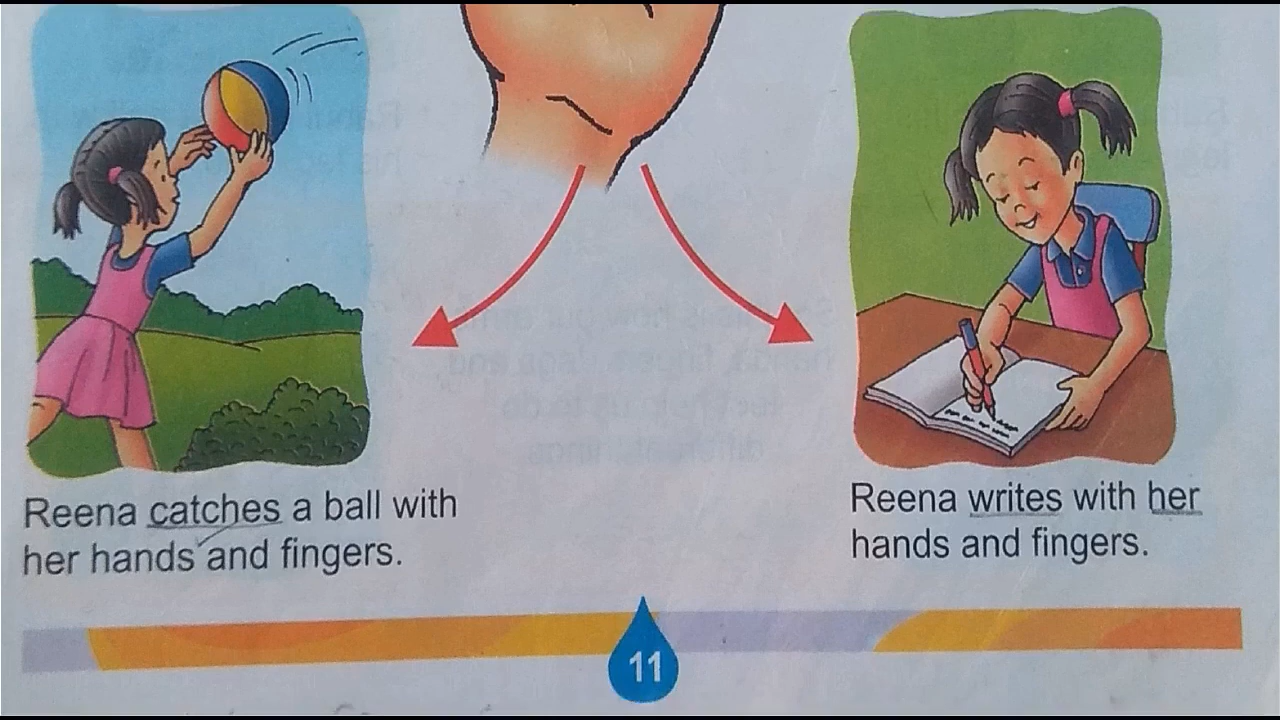 Reena catches a ball with
her hands and fingers.
Reena writes with her
hands and fingers.
11